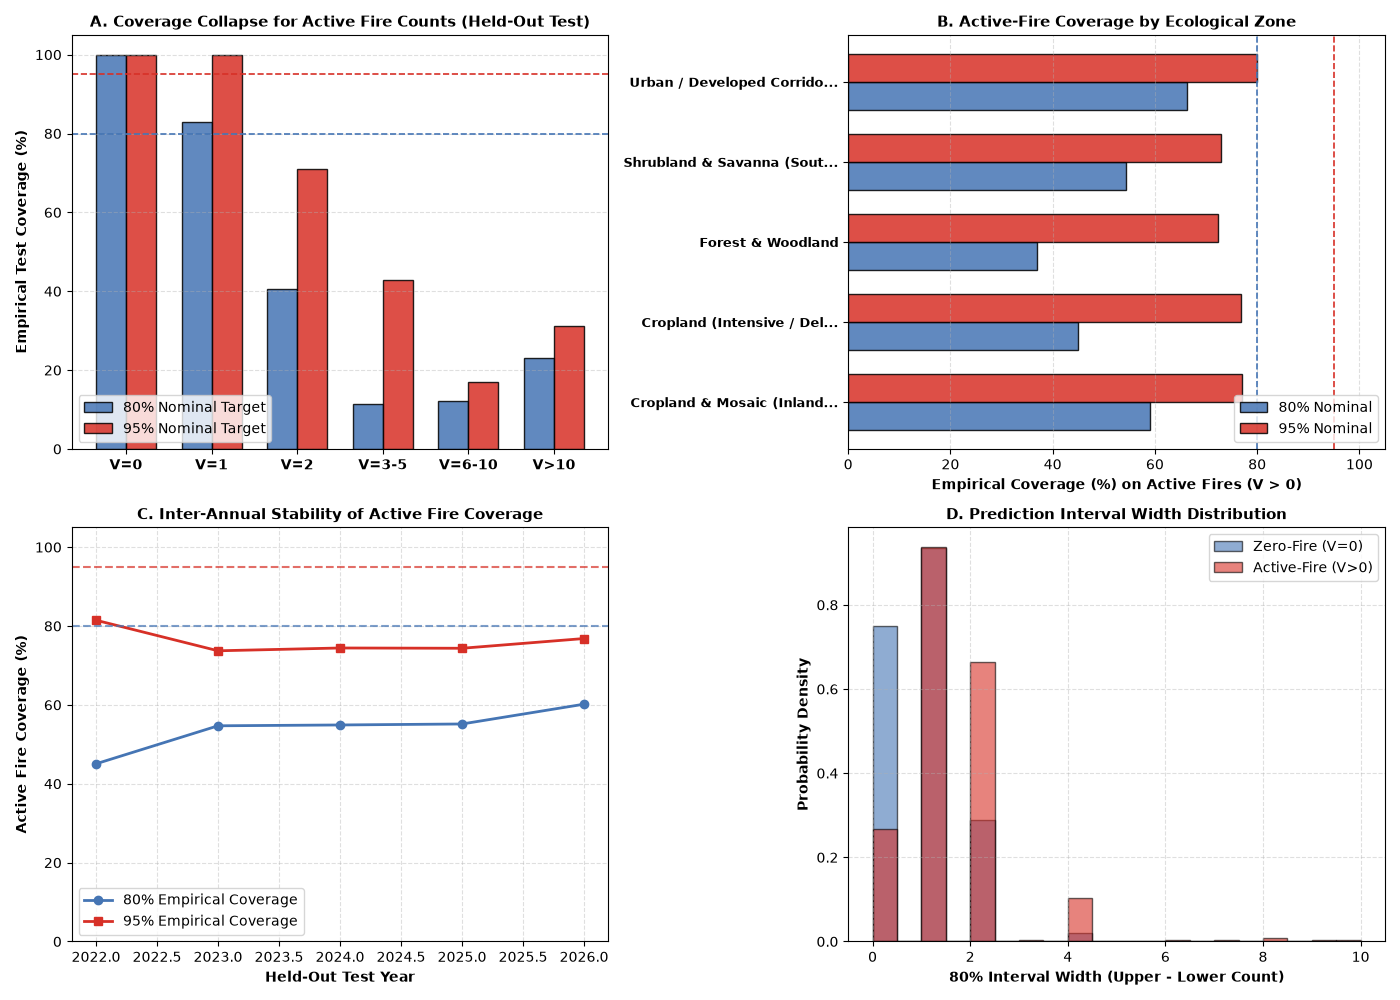 A. Coverage Collapse for Active Fire Counts (Held-Out Test)
Empirical Test Coverage (%)
100
80
60
40
20
0
80% Nominal Target
95% Nominal Target
V=0 V=1 V=2 V=3-5 V=6-10 V>10
B. Active-Fire Coverage by Ecological Zone
Urban / Developed Corrido...
Shrubland & Savanna (Sout...
Forest & Woodland
Cropland (Intensive / Del...
Cropland & Mosaic (Inland...
80% Nominal
95% Nominal
0 20 40 60 80 100
Empirical Coverage (%) on Active Fires (V > 0)
C. Inter-Annual Stability of Active Fire Coverage
Active Fire Coverage (%)
100
80
60
40
20
0
80% Empirical Coverage
95% Empirical Coverage
2022.0 2022.5 2023.0 2023.5 2024.0 2024.5 2025.0 2025.5 2026.0
Held-Out Test Year
D. Prediction Interval Width Distribution
Zero-Fire (V=0)
Active-Fire (V>0)
Probability Density
0.8
0.6
0.4
0.2
0.0
0 2 4 6 8 10
80% Interval Width (Upper - Lower Count)